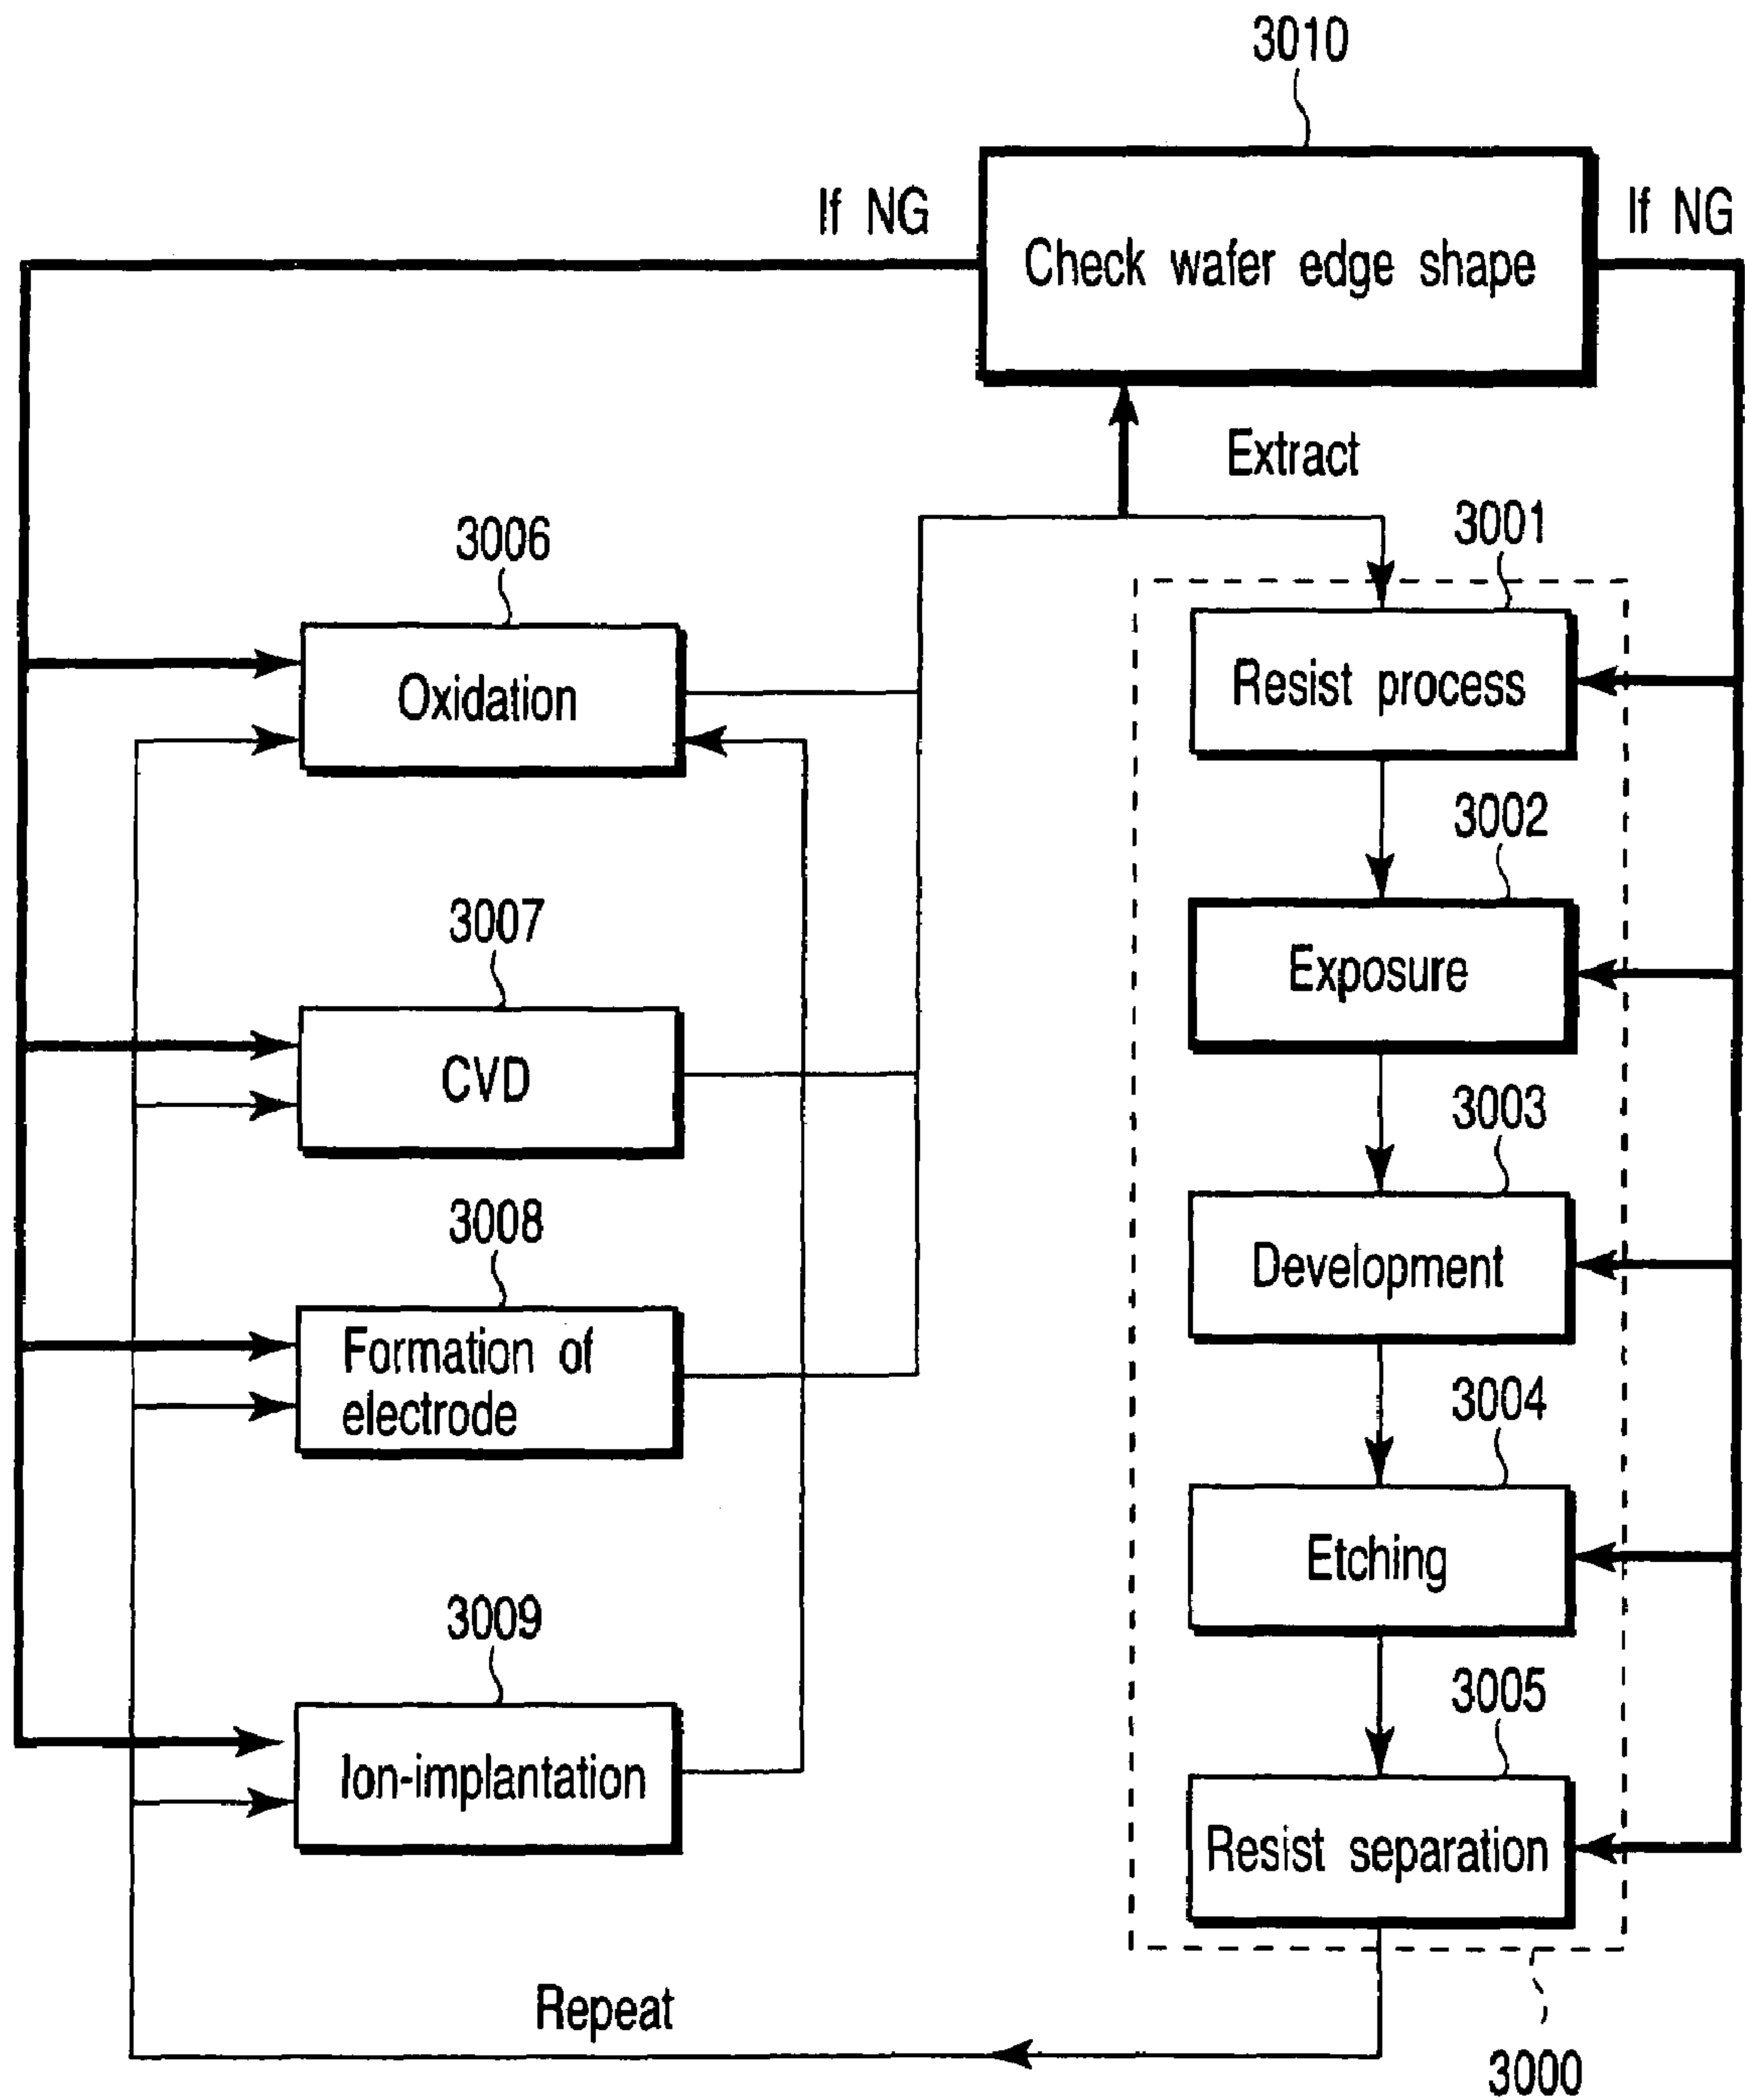 3010
If NG
Check wafer edge shape
If NG
Extract
3006
Oxidation
3007
CVD
3008
Formation of
electrode
3009
Ion-implantation
3001
Resist process
3002
Exposure
3003
Development
3004
Etching
3005
Resist separation
Repeat
3000